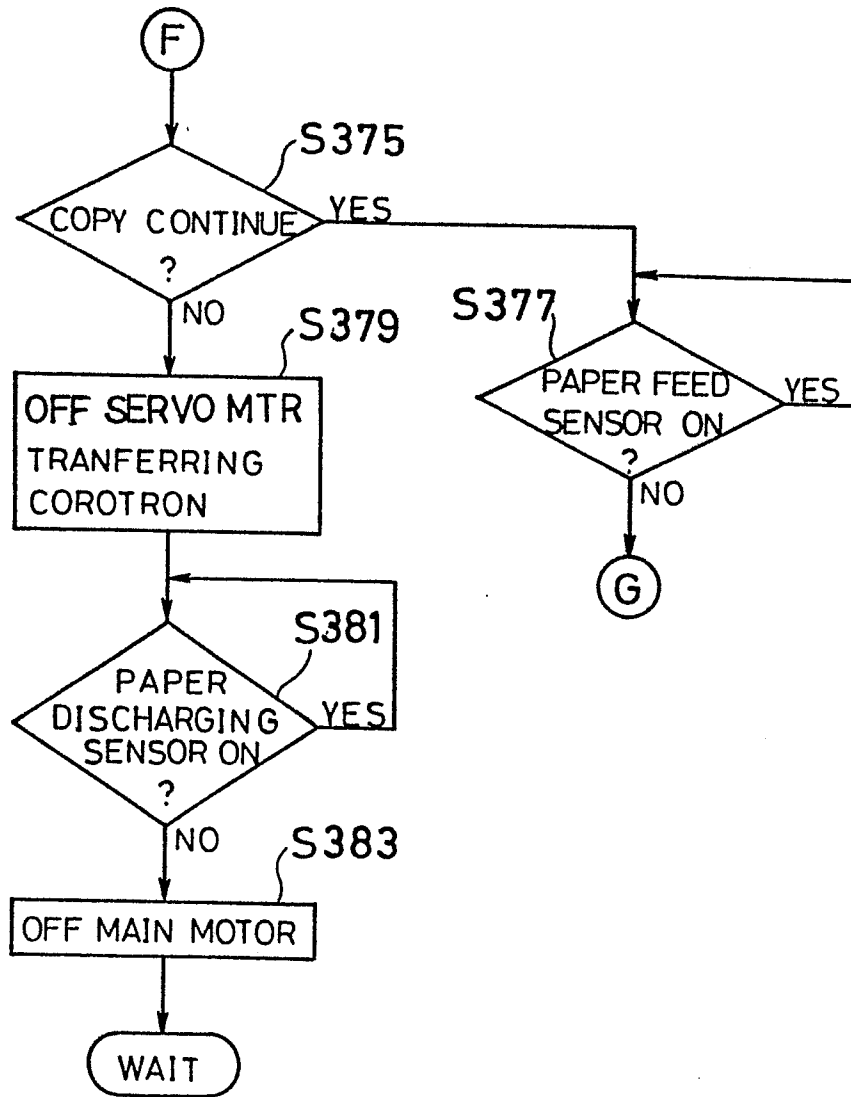 F
S375
COPY CONTINUE
?
YES
NO
S379
OFF SERVO MTR
TRANFERRING
COROTRON
S377
PAPER FEED
SENSOR ON
?
YES
NO
G
S381
PAPER
DISCHARGING
SENSOR ON
?
YES
NO
S383
OFF MAIN MOTOR
WAIT